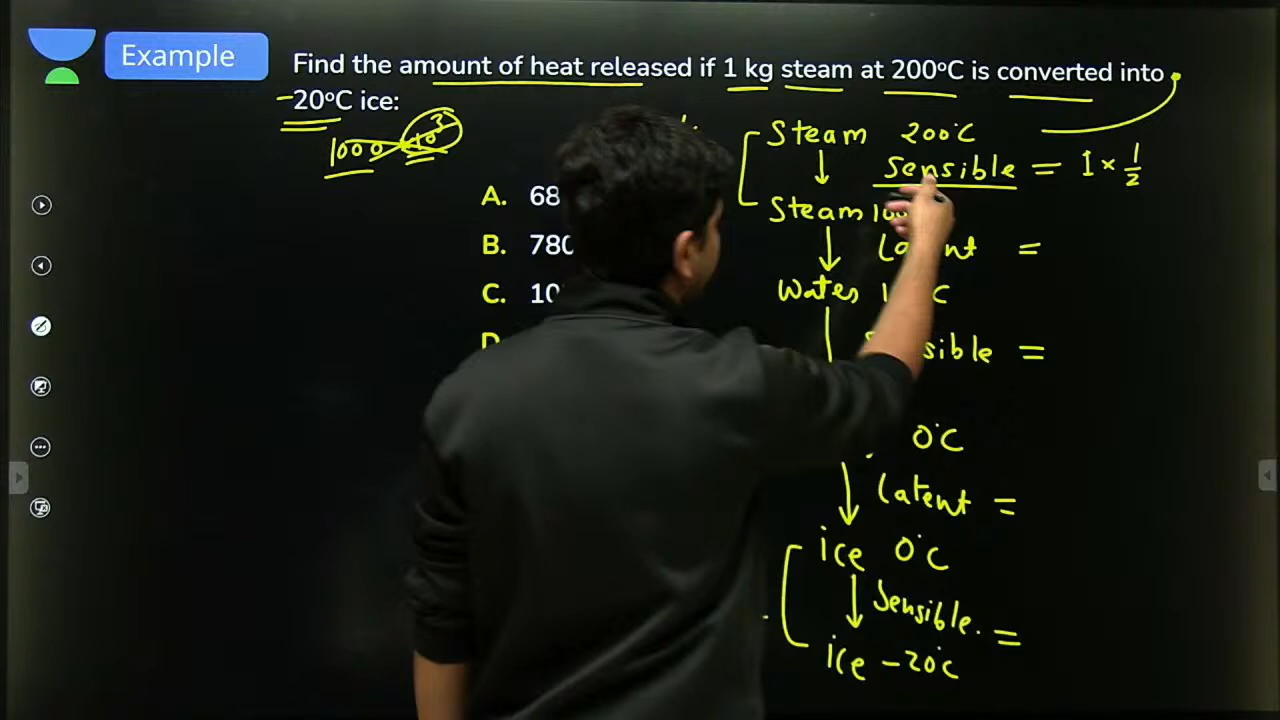 Example
Find the amount of heat released if 1 kg steam at 200°C is converted into
-20°C ice:
1000 10³
A. 68
B. 780
C. 10
Steam 200°C
Sensible = 1 × 1/2
Steam
Latent =
Water
=
0°C
Latent =
ice 0°C
Sensible. =
ice -20°C